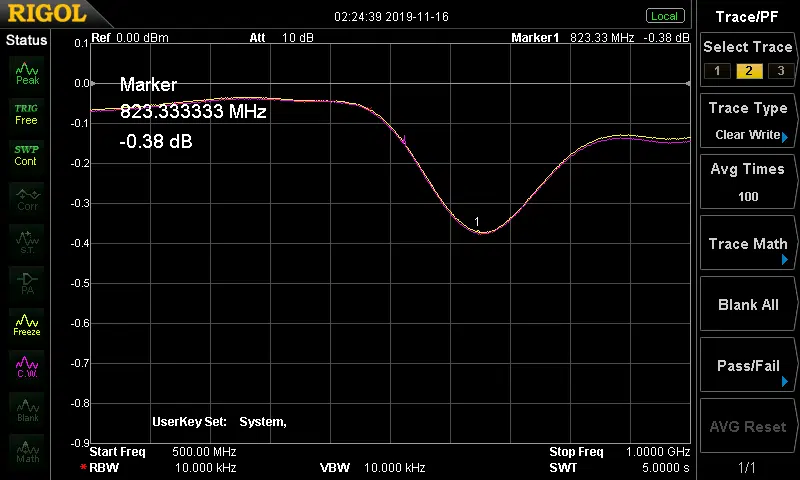 RIGOL 02:24:39 2019-11-16 Local Trace/PF
Status Ref 0.00 dBm Att 10 dB Marker1 823.33 MHz -0.38 dB
Peak
TRIG
Free
SWP
Cont
Corr
S.T.
PA
Freeze
C.W.
Blank
Math
0.1
0.0
-0.1
-0.2
-0.3
-0.4
-0.5
-0.6
-0.7
-0.8
-0.9
Marker
823.333333 MHz
-0.38 dB
1
UserKey Set: System,
Start Freq 500.00 MHz Stop Freq 1.0000 GHz
*RBW 10.000 kHz VBW 10.000 kHz SWT 5.0000 s
Select Trace
1 2 3
Trace Type
Clear Write
Avg Times
100
Trace Math
Blank All
Pass/Fail
AVG Reset
1/1